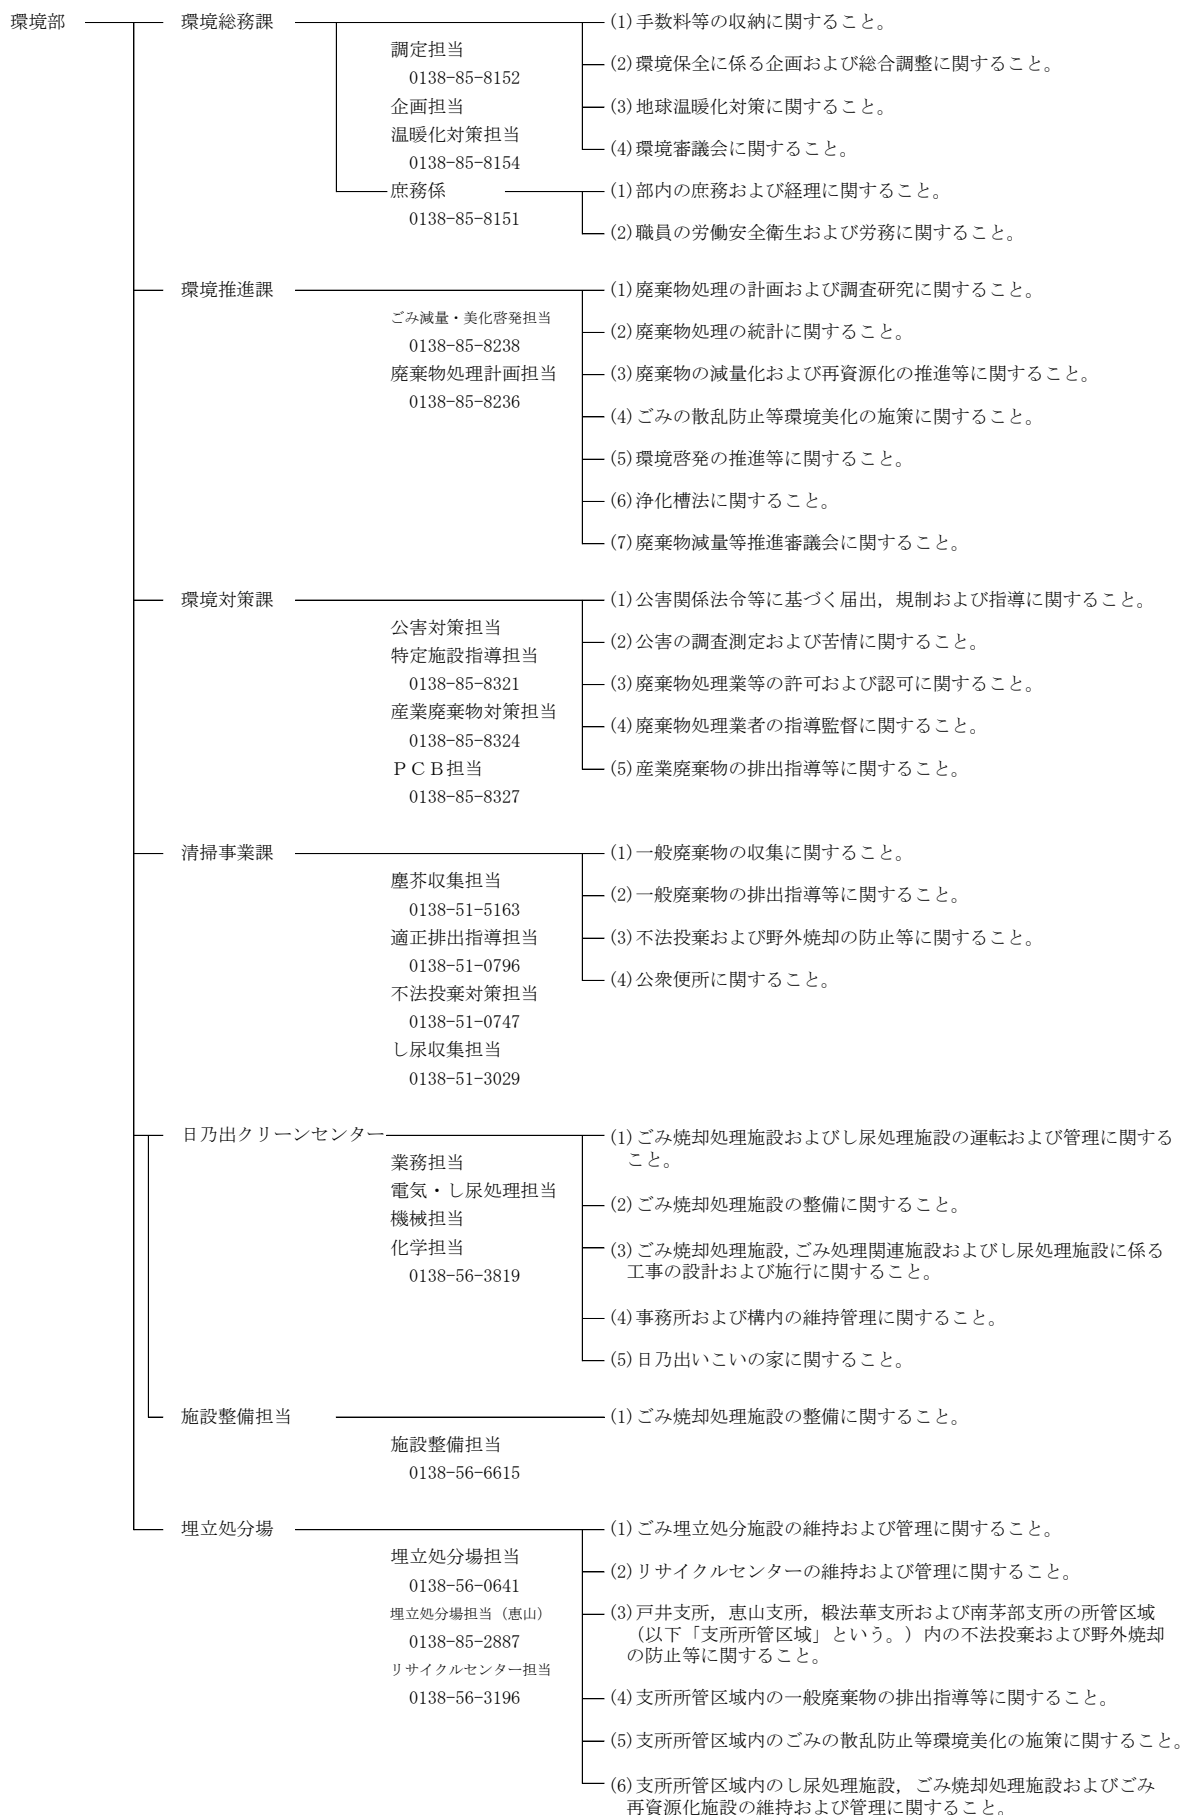 環境部
環境総務課
(1)手数料等の収納に関すること。
調定担当
(2)環境保全に係る企画および総合調整に関すること。
0138-85-8152
企画担当
(3)地球温暖化対策に関すること。
温暖化対策担当
(4)環境審議会に関すること。
0138-85-8154
庶務係
(1)部内の庶務および経理に関すること。
0138-85-8151
(2)職員の労働安全衛生および労務に関すること。
環境推進課
(1)廃棄物処理の計画および調査研究に関すること。
ごみ減量・美化啓発担当
(2)廃棄物処理の統計に関すること。
0138-85-8238
廃棄物処理計画担当
(3)廃棄物の減量化および再資源化の推進等に関すること。
0138-85-8236
(4)ごみの散乱防止等環境美化の施策に関すること。
(5)環境啓発の推進等に関すること。
(6)浄化槽法に関すること。
(7)廃棄物減量等推進審議会に関すること。
環境対策課
(1)公害関係法令等に基づく届出，規制および指導に関すること。
公害対策担当
(2)公害の調査測定および苦情に関すること。
特定施設指導担当
0138-85-8321
(3)廃棄物処理業等の許可および認可に関すること。
産業廃棄物対策担当
(4)廃棄物処理業者の指導監督に関すること。
0138-85-8324
ＰＣＢ担当
(5)産業廃棄物の排出指導等に関すること。
0138-85-8327
清掃事業課
(1)一般廃棄物の収集に関すること。
塵芥収集担当
(2)一般廃棄物の排出指導等に関すること。
0138-51-5163
適正排出指導担当
(3)不法投棄および野外焼却の防止等に関すること。
0138-51-0796
(4)公衆便所に関すること。
不法投棄対策担当
0138-51-0747
し尿収集担当
0138-51-3029
日乃出クリーンセンター
(1)ごみ焼却処理施設およびし尿処理施設の運転および管理に関する
こと。
業務担当
電気・し尿処理担当
(2)ごみ焼却処理施設の整備に関すること。
機械担当
化学担当
(3)ごみ焼却処理施設,ごみ処理関連施設およびし尿処理施設に係る
工事の設計および施行に関すること。
0138-56-3819
(4)事務所および構内の維持管理に関すること。
(5)日乃出いこいの家に関すること。
施設整備担当
(1)ごみ焼却処理施設の整備に関すること。
施設整備担当
0138-56-6615
埋立処分場
(1)ごみ埋立処分施設の維持および管理に関すること。
埋立処分場担当
(2)リサイクルセンターの維持および管理に関すること。
0138-56-0641
埋立処分場担当（恵山）
(3)戸井支所，恵山支所，椴法華支所および南茅部支所の所管区域
（以下「支所所管区域」という。）内の不法投棄および野外焼却
の防止等に関すること。
0138-85-2887
リサイクルセンター担当
0138-56-3196
(4)支所所管区域内の一般廃棄物の排出指導等に関すること。
(5)支所所管区域内のごみの散乱防止等環境美化の施策に関すること。
(6)支所所管区域内のし尿処理施設，ごみ焼却処理施設およびごみ
再資源化施設の維持および管理に関すること。